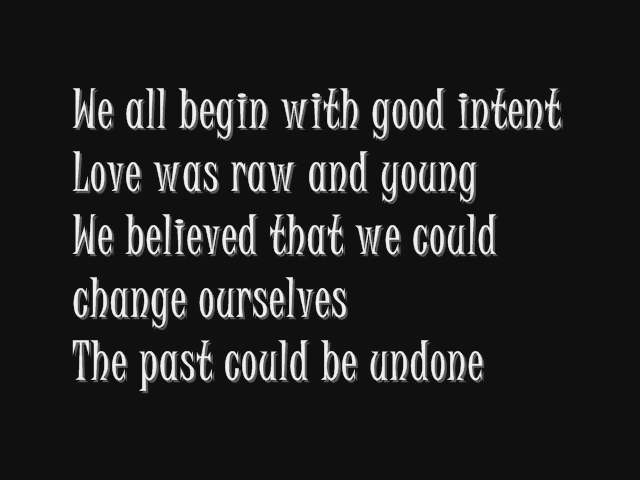 We all begin with good intent
Love was raw and young
We believed that we could
change ourselves
The past could be undone